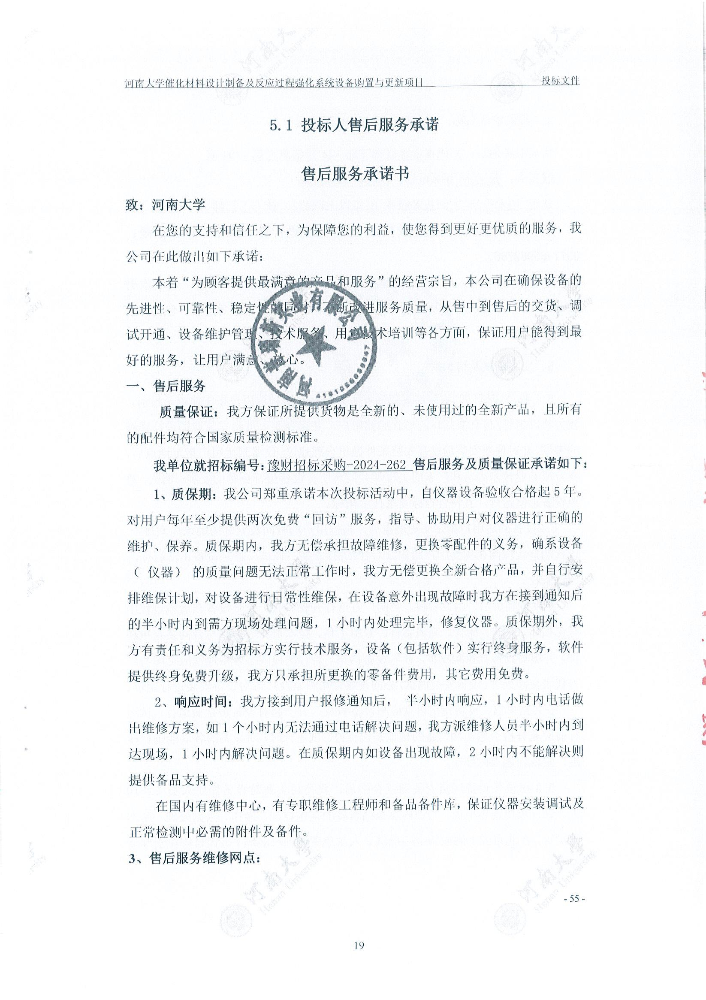 河南大学催化材料设计制备及反应过程强化系统设备购置与更新项目 投标文件
5.1 投标人售后服务承诺
售后服务承诺书
致：河南大学
在您的支持和信任之下，为保障您的利益，使您得到更好更优质的服务，我
公司在此做出如下承诺：
本着“为顾客提供最满意的产品和服务”的经营宗旨，本公司在确保设备的
先进性、可靠性、稳定性的同时，不断改进服务质量，从售中到售后的交货、调
试开通、设备维护管理、技术服务、用户技术培训等各方面，保证用户能得到最
好的服务，让用户满意、放心。
一、售后服务
质量保证：我方保证所提供货物是全新的、未使用过的全新产品，且所有
的配件均符合国家质量检测标准。
我单位就招标编号：豫财招标采购-2024-262 售后服务及质量保证承诺如下：
1、质保期：我公司郑重承诺本次投标活动中，自仪器设备验收合格起 5 年。
对用户每年至少提供两次免费“回访”服务，指导、协助用户对仪器进行正确的
维护、保养。质保期内，我方无偿承担故障维修，更换零配件的义务，确系设备
（ 仪器） 的质量问题无法正常工作时，我方无偿更换全新合格产品，并自行安
排维保计划，对设备进行日常性维保，在设备意外出现故障时我方在接到通知后
的半小时内到需方现场处理问题，1 小时内处理完毕，修复仪器。质保期外，我
方有责任和义务为招标方实行技术服务，设备（包括软件）实行终身服务，软件
提供终身免费升级，我方只承担所更换的零备件费用，其它费用免费。
2、响应时间：我方接到用户报修通知后， 半小时内响应，1 小时内电话做
出维修方案，如 1 个小时内无法通过电话解决问题，我方派维修人员半小时内到
达现场，1 小时内解决问题。在质保期内如设备出现故障，2 小时内不能解决则
提供备品支持。
在国内有维修中心，有专职维修工程师和备品备件库，保证仪器安装调试及
正常检测中必需的附件及备件。
3、售后服务维修网点：
河南大学
Henan University
- 55 -
19